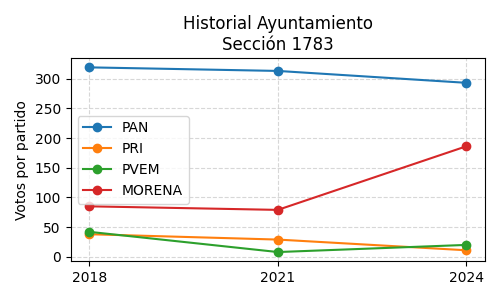 Historial Ayuntamiento
Sección 1783
Votos por partido
300
250
200
150
100
50
0
PAN
PRI
PVEM
MORENA
2018
2021
2024